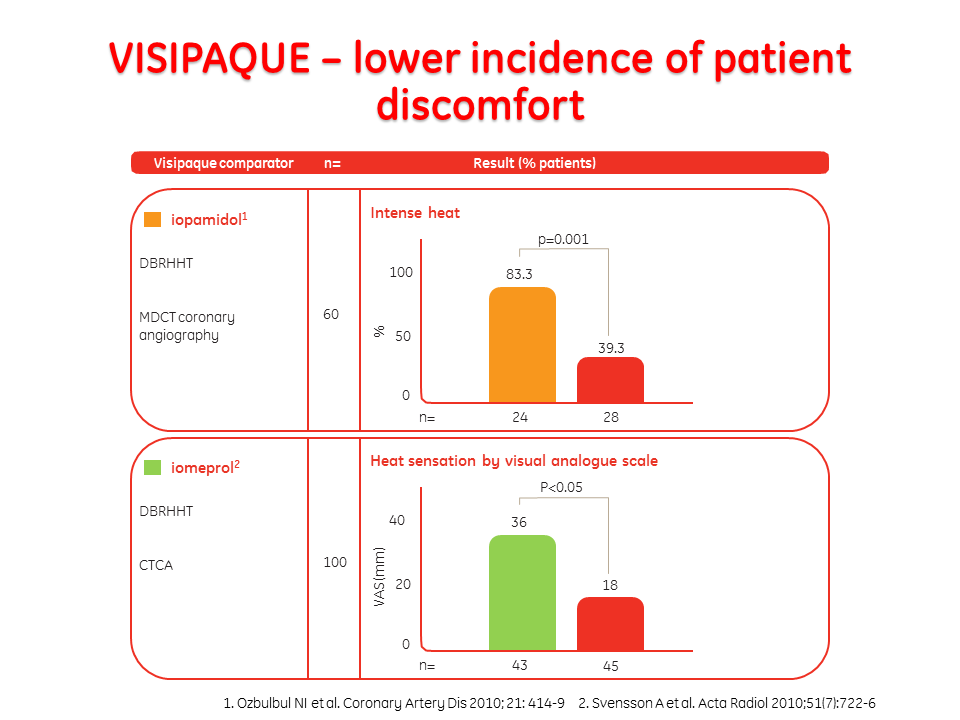 VISIPAQUE – lower incidence of patient
discomfort
Visipaque comparator n= Result (% patients)
iopamidol1
DBRHHT
MDCT coronary
angiography
60
Intense heat
p=0.001
100
50
0
%
83.3
39.3
n= 24 28
iomeprol2
DBRHHT
CTCA
100
Heat sensation by visual analogue scale
P<0.05
40
20
0
VAS(mm)
36
18
n= 43 45
1. Ozbulbul NI et al. Coronary Artery Dis 2010; 21: 414-9 2. Svensson A et al. Acta Radiol 2010;51(7):722-6